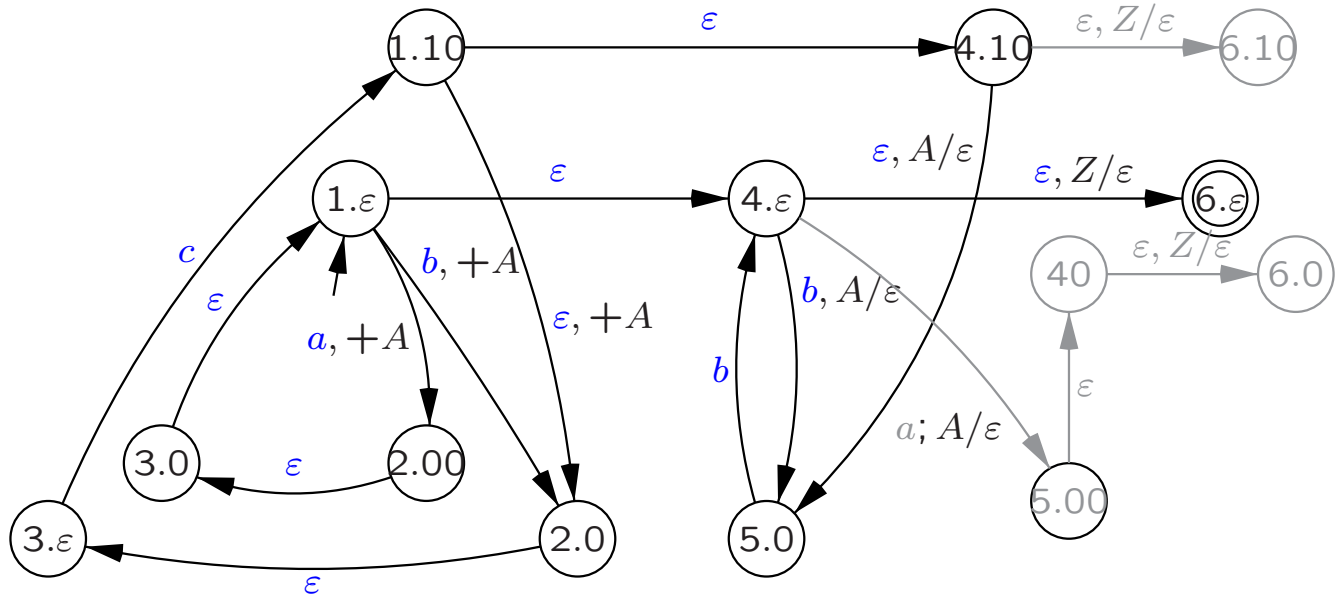 ε
ε, Z/ε
1.10
4.10
6.10
ε, A/ε
ε
ε, Z/ε
1.ε
4.ε
6.ε
c
b, +A
ε, Z/ε
40
6.0
ε
b, A/ε
ε, +A
a, +A
b
ε
a; A/ε
3.0
ε
2.00
5.00
3.ε
2.0
5.0
ε